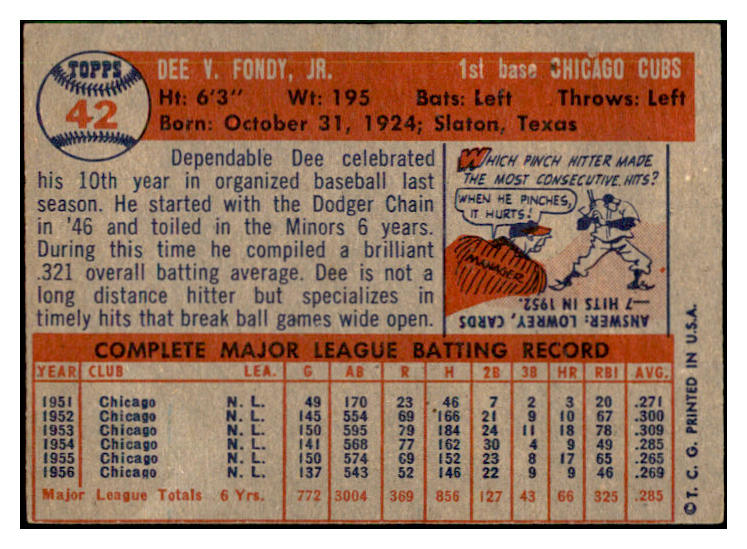 TOPPS
42
DEE V. FONDY, JR. 1st base CHICAGO CUBS
Ht: 6'3" Wt: 195 Bats: Left Throws: Left
Born: October 31, 1924; Slaton, Texas
Dependable Dee celebrated
his 10th year in organized baseball last
season. He started with the Dodger Chain
in '46 and toiled in the Minors 6 years.
During this time he compiled a brilliant
.321 overall batting average. Dee is not a
long distance hitter but specializes in
timely hits that break ball games wide open.
WHICH PINCH HITTER MADE
THE MOST CONSECUTIVE HITS?
WHEN HE PINCHES,
IT HURTS!
MANAGER
ANSWER: LOWREY, CARDS
—7 HITS IN 1952.
COMPLETE MAJOR LEAGUE BATTING RECORD
YEAR CLUB LEA. G AB R H 2B 3B HR RBI AVG.
1951 Chicago N. L. 49 170 23 46 7 2 3 20 .271
1952 Chicago N. L. 145 554 69 166 21 9 10 67 .300
1953 Chicago N. L. 150 595 79 184 24 11 18 78 .309
1954 Chicago N. L. 141 568 77 162 30 4 9 49 .285
1955 Chicago N. L. 150 574 69 152 23 8 17 65 .265
1956 Chicago N. L. 137 543 52 146 22 9 9 46 .269
Major League Totals 6 Yrs. 772 3004 369 856 127 43 66 325 .285
©T. C. G. PRINTED IN U.S.A.